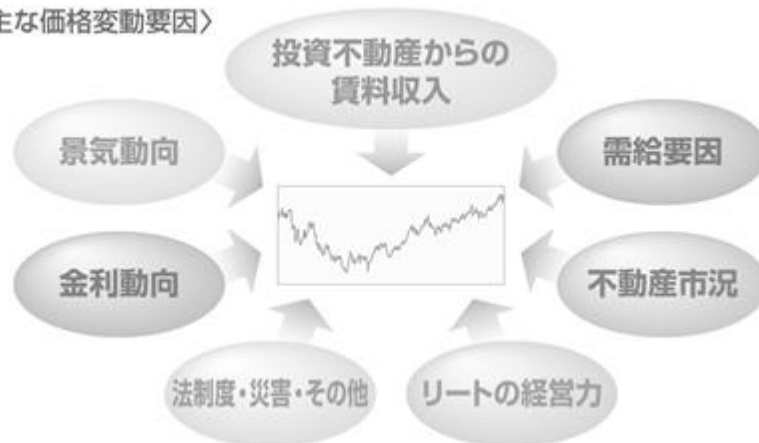 主な価格変動要因〉
投資不動産からの
賃料収入
景気動向
需給要因
金利動向
不動産市況
法制度・災害・その他
リートの経営力